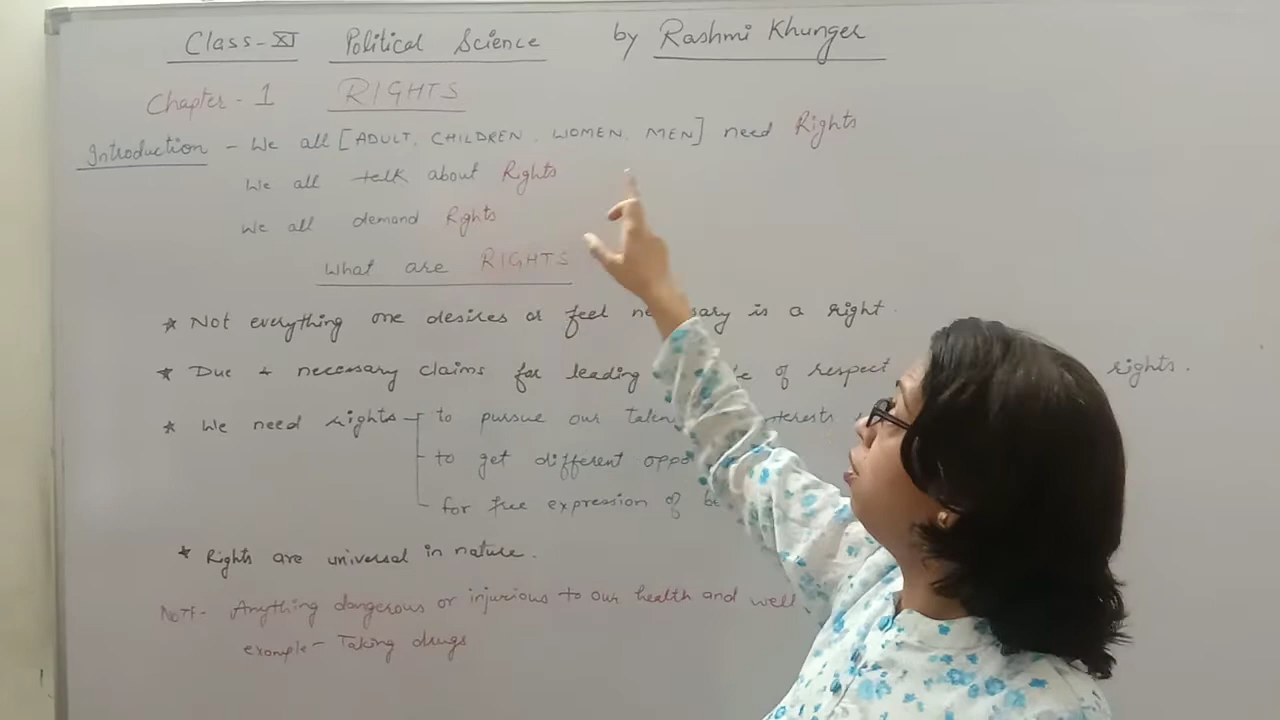 Class-XI Political Science by Rashmi Khunger
Chapter - 1 RIGHTS
Introduction - We all [ADULT, CHILDREN, WOMEN, MEN] need Rights
We all talk about Rights
We all demand Rights
What are RIGHTS
* Not everything one desires or feel necessary is a right.
* Due & necessary claims for leading of respect rights.
* We need rights - to pursue our
to get different
for free expression of
* Rights are universal in nature.
NOTE- Anything dangerous or injurious to our health and well
example- Taking drugs